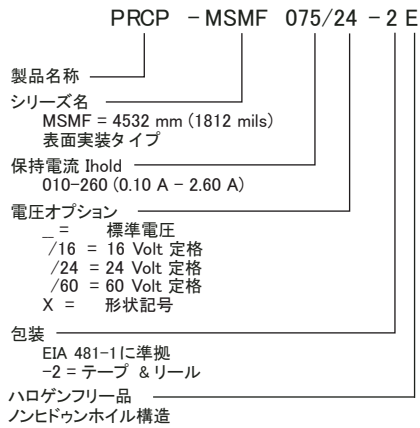 PRCP - MSMF 075/24 - 2 E
製品名称
シリーズ名
MSMF = 4532 mm (1812 mils)
表面実装タイプ
保持電流 Ihold
010-260 (0.10 A - 2.60 A)
電圧オプション
_ = 標準電圧
/16 = 16 Volt 定格
/24 = 24 Volt 定格
/60 = 60 Volt 定格
X = 形状記号
包装
EIA 481-1に準拠
-2 = テープ & リール
ハロゲンフリー品
ノンヒドゥンホイル構造